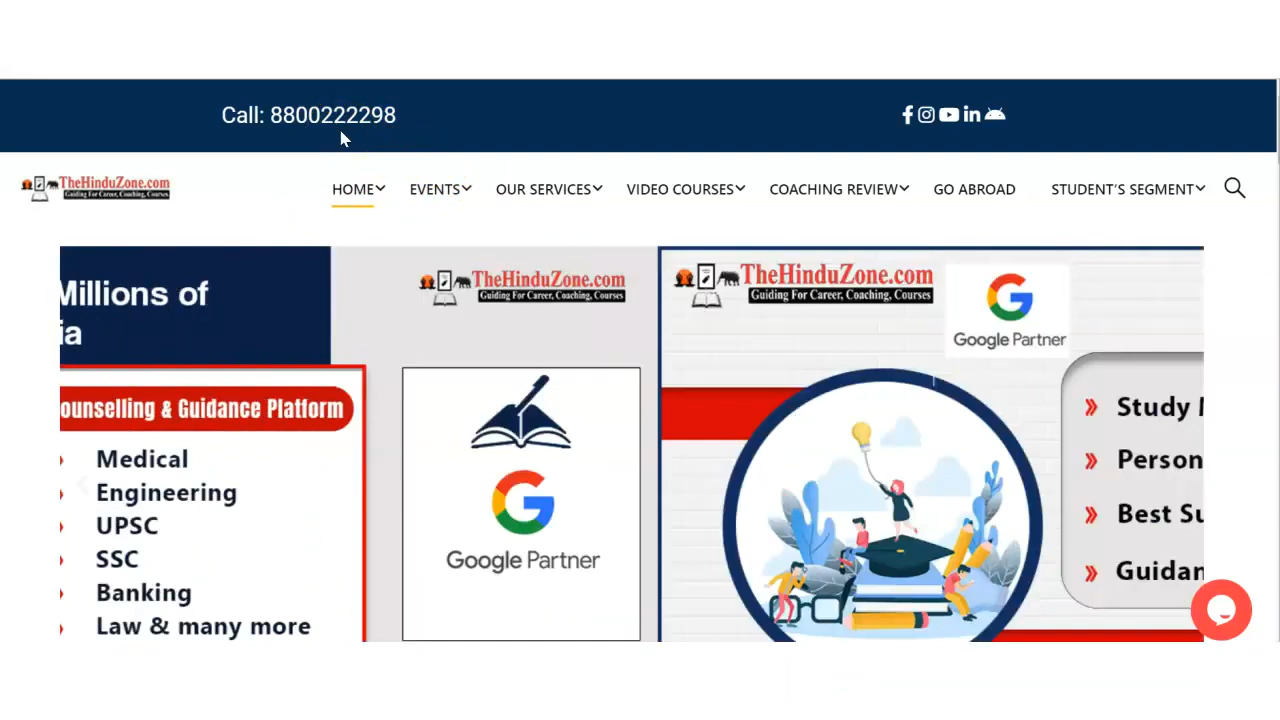 Call: 8800222298
TheHinduZone.com
Guiding For Career, Coaching, Courses
HOME EVENTS OUR SERVICES VIDEO COURSES COACHING REVIEW GO ABROAD STUDENT'S SEGMENT
Millions of
ia
ounselling & Guidance Platform
Medical
Engineering
UPSC
SSC
Banking
Law & many more
TheHinduZone.com
Guiding For Career, Coaching, Courses
Google Partner
TheHinduZone.com
Guiding For Career, Coaching, Courses
Google Partner
Study
Person
Best Su
Guidan